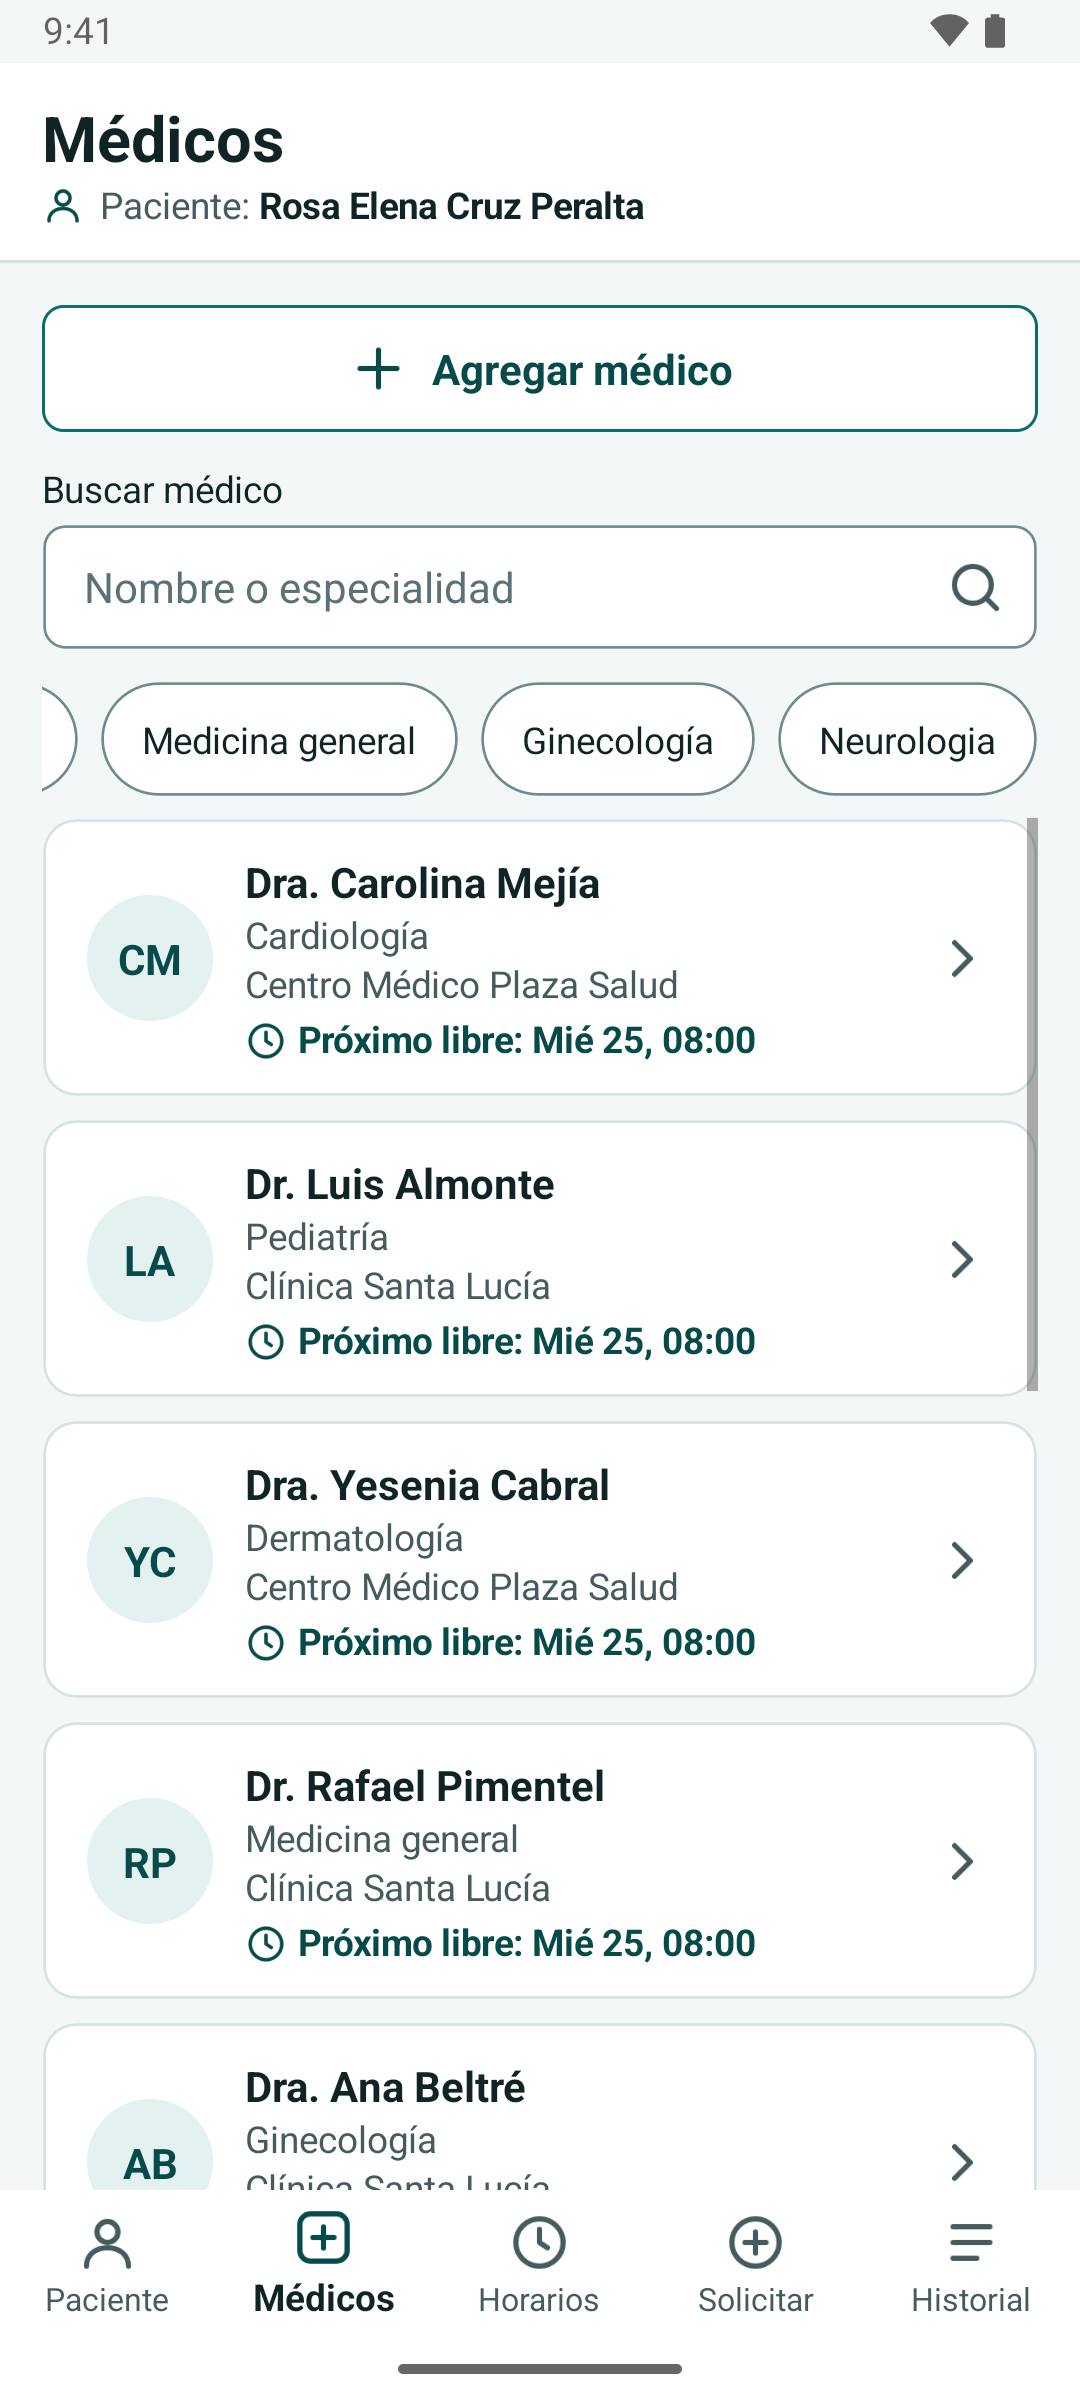 9:41
Médicos
Paciente: Rosa Elena Cruz Peralta
Agregar médico
Buscar médico
Nombre o especialidad
Medicina general
Ginecología
Neurologia
CM
Dra. Carolina Mejía
Cardiología
Centro Médico Plaza Salud
Próximo libre: Mié 25, 08:00
LA
Dr. Luis Almonte
Pediatría
Clínica Santa Lucía
Próximo libre: Mié 25, 08:00
YC
Dra. Yesenia Cabral
Dermatología
Centro Médico Plaza Salud
Próximo libre: Mié 25, 08:00
RP
Dr. Rafael Pimentel
Medicina general
Clínica Santa Lucía
Próximo libre: Mié 25, 08:00
AB
Dra. Ana Beltré
Ginecología
Clínica Santa Lucía
Paciente
Médicos
Horarios
Solicitar
Historial